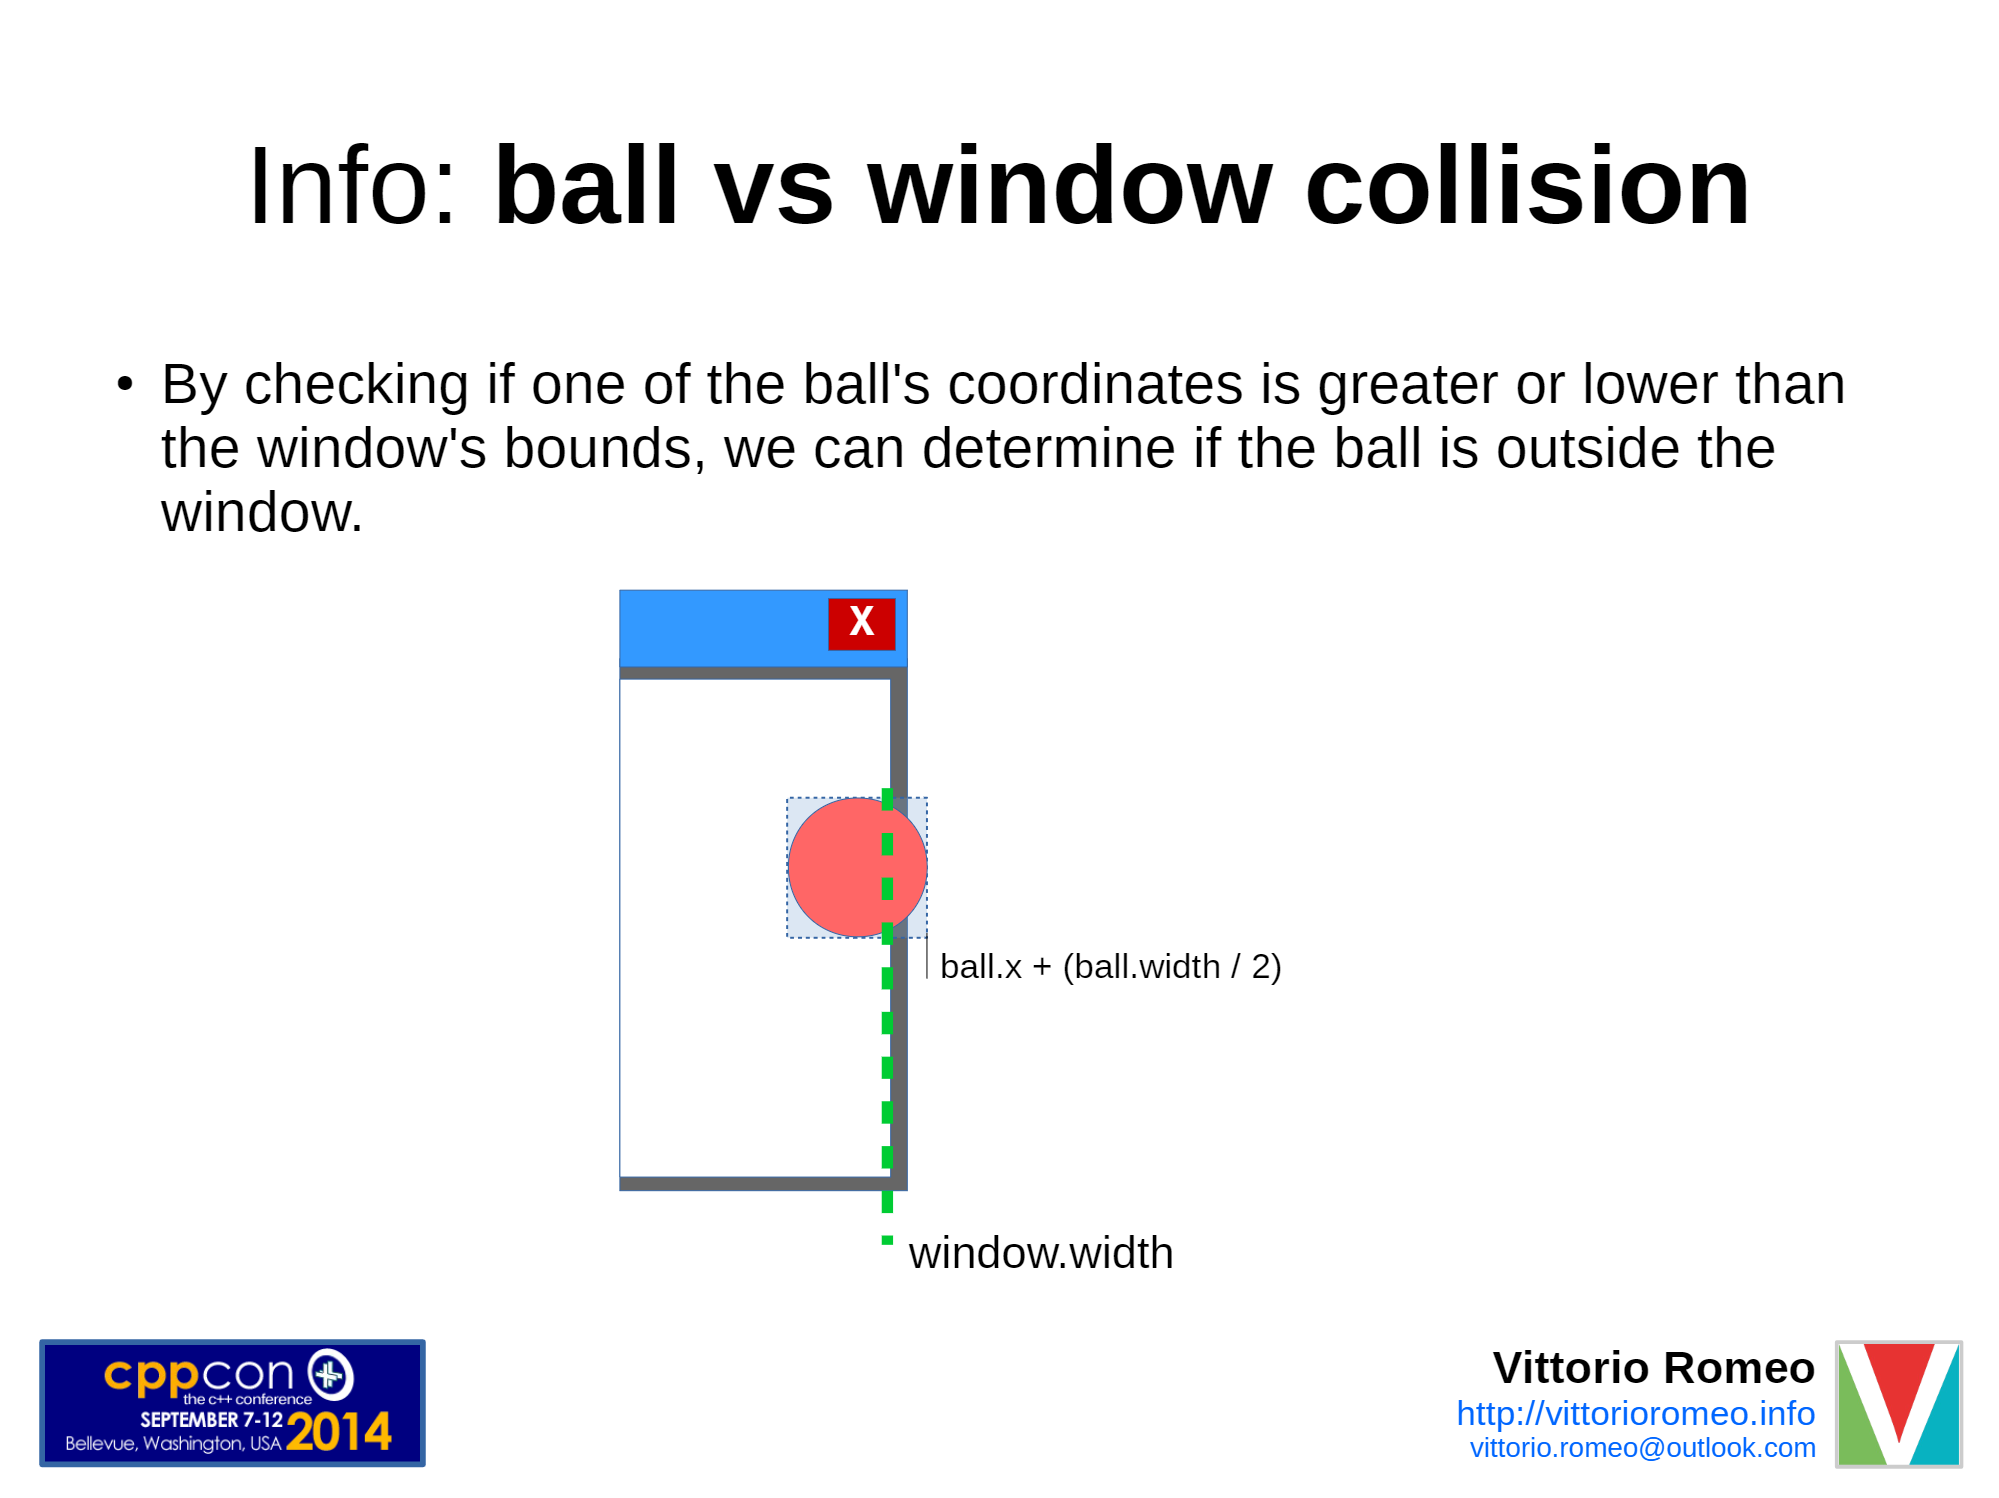 Info: ball vs window collision
• By checking if one of the ball's coordinates is greater or lower than
the window's bounds, we can determine if the ball is outside the
window.
X
ball.x + (ball.width / 2)
window.width
cppcon
the c++ conference
SEPTEMBER 7-12
Bellevue, Washington, USA 2014
Vittorio Romeo
http://vittorioromeo.info
vittorio.romeo@outlook.com